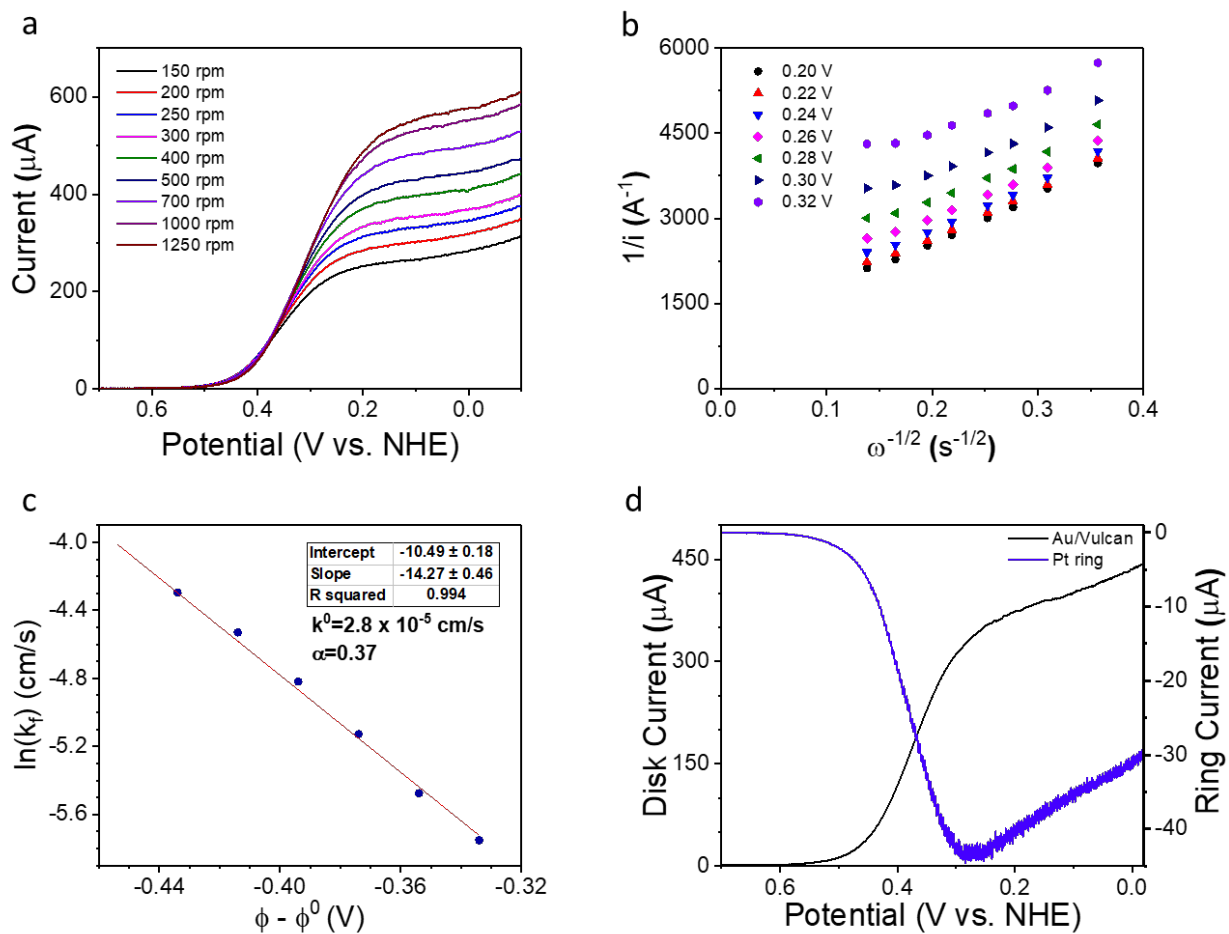 a
600
400
200
0
Current (μA)
150 rpm
200 rpm
250 rpm
300 rpm
400 rpm
500 rpm
700 rpm
1000 rpm
1250 rpm
0.6
0.4
0.2
0.0
Potential (V vs. NHE)
b
6000
4500
3000
1500
0
1/i (A⁻¹)
0.20 V
0.22 V
0.24 V
0.26 V
0.28 V
0.30 V
0.32 V
0.0
0.1
0.2
0.3
0.4
ω⁻¹/² (s⁻¹/²)
c
-4.0
-4.4
-4.8
-5.2
-5.6
ln(k_f) (cm/s)
Intercept -10.49 ± 0.18
Slope -14.27 ± 0.46
R squared 0.994
k⁰=2.8 x 10⁻⁵ cm/s
α=0.37
-0.44
-0.40
-0.36
-0.32
ϕ - ϕ⁰ (V)
d
450
300
150
0
Disk Current (μA)
Au/Vulcan
Pt ring
0
-10
-20
-30
-40
Ring Current (μA)
0.6
0.4
0.2
0.0
Potential (V vs. NHE)